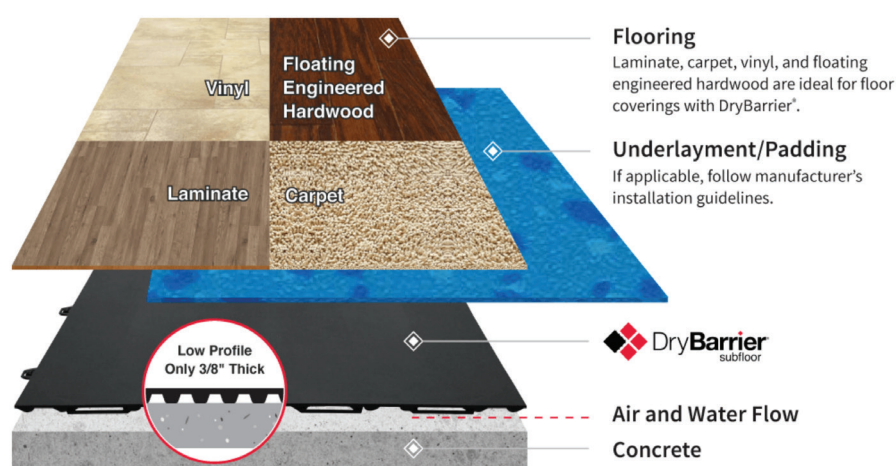 Vinyl
Floating
Engineered
Hardwood
Laminate
Carpet
Flooring
Laminate, carpet, vinyl, and floating
engineered hardwood are ideal for floor
coverings with DryBarrier®.
Underlayment/Padding
If applicable, follow manufacturer's
installation guidelines.
Low Profile
Only 3/8" Thick
DryBarrier
subfloor
Air and Water Flow
Concrete